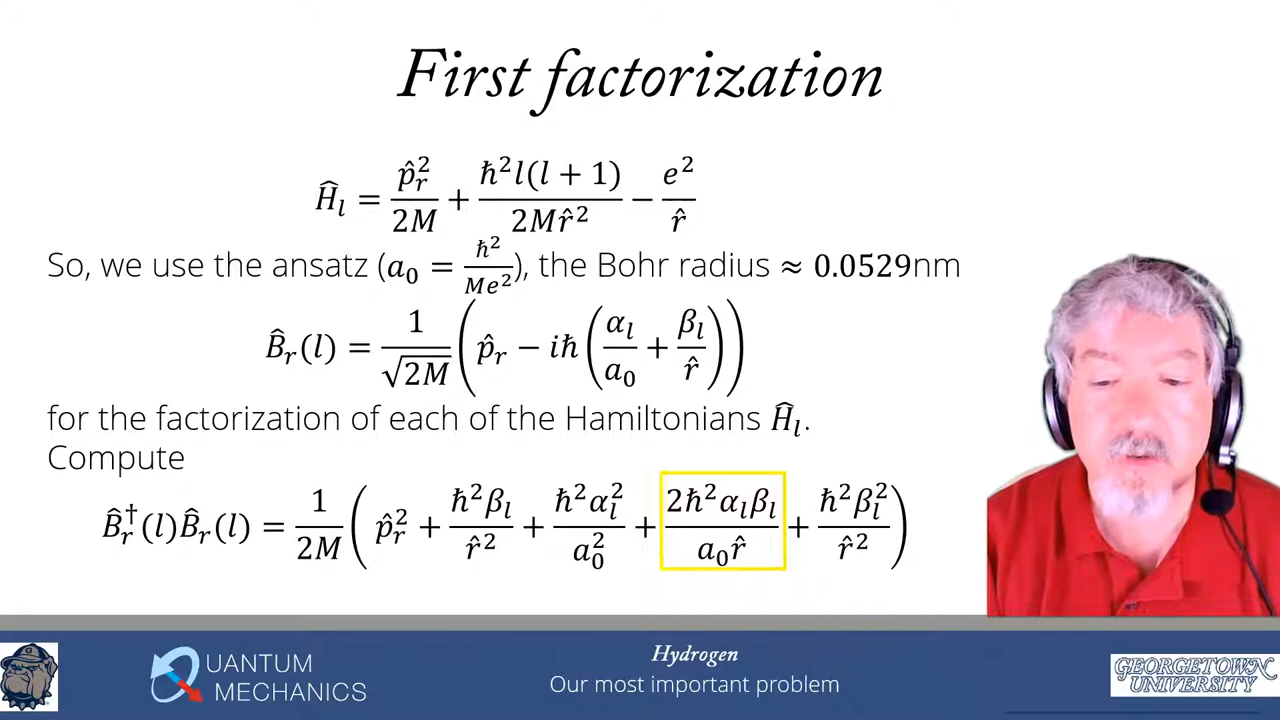 First factorization
Ĥ_l = p̂_r²/2M + ℏ²l(l + 1)/2Mr̂² − e²/r̂
So, we use the ansatz (a₀ = ℏ²/Me²), the Bohr radius ≈ 0.0529nm
B̂_r(l) = 1/√2M (p̂_r − iℏ(α_l/a₀ + β_l/r̂))
for the factorization of each of the Hamiltonians Ĥ_l.
Compute
B̂_r†(l)B̂_r(l) = 1/2M (p̂_r² + ℏ²β_l/r̂² + ℏ²α_l²/a₀² + 2ℏ²α_lβ_l/a₀r̂ + ℏ²β_l²/r̂²)
QUANTUM
MECHANICS
Hydrogen
Our most important problem
GEORGETOWN
UNIVERSITY